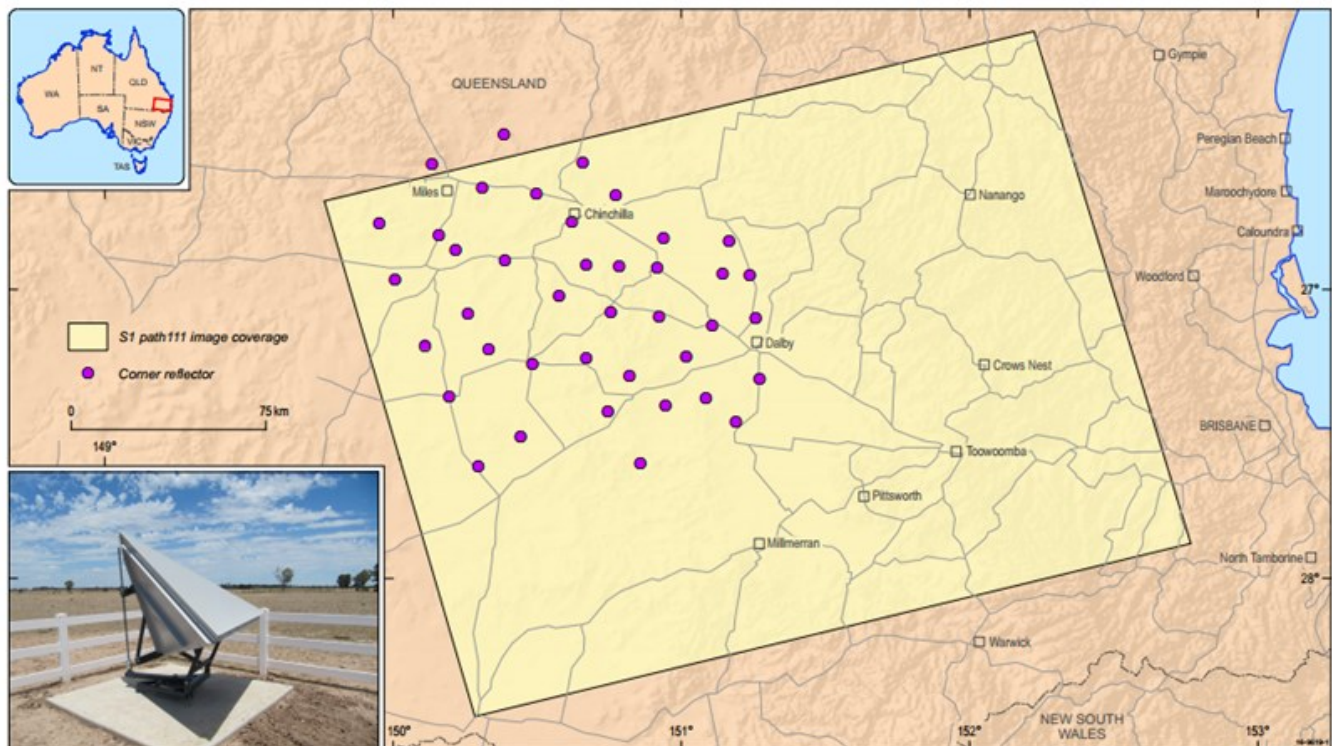 NT
QLD
WA
SA
NSW
VIC
TAS
QUEENSLAND
Gympie
Peregian Beach
Miles
Nanango
Maroochydore
Chinchilla
Caloundra
Woodford
27°
S1 path111 image coverage
Dalby
Crows Nest
Corner reflector
0
75 km
BRISBANE
149°
Toowoomba
Pittsworth
Millmerran
North Tamborine
28°
Warwick
NEW SOUTH
WALES
150°
151°
152°
153°